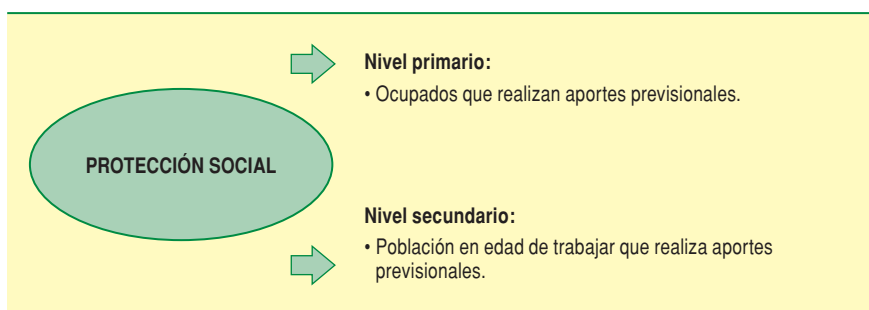 Nivel primario:
• Ocupados que realizan aportes previsionales.
PROTECCIÓN SOCIAL
Nivel secundario:
• Población en edad de trabajar que realiza aportes
previsionales.